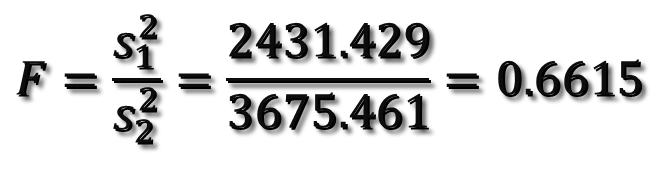 F = s₁²/s₂² = 2431.429/3675.461 = 0.6615